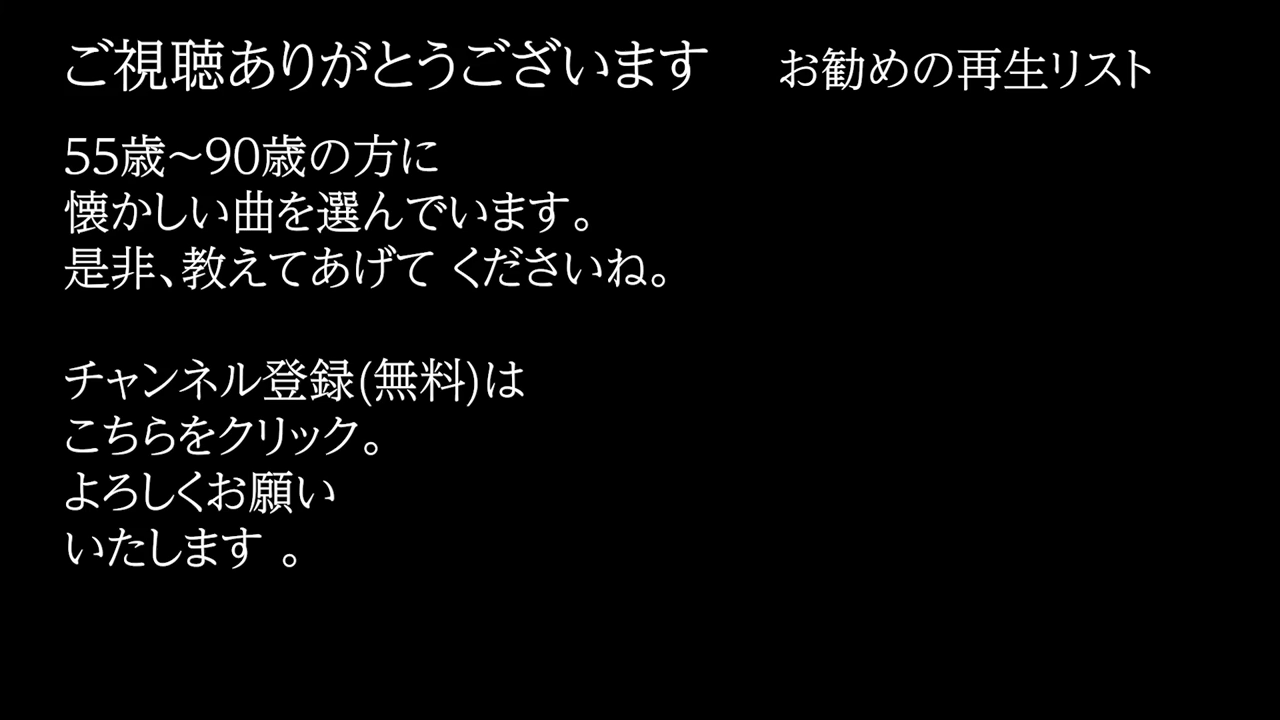 ご視聴ありがとうございます
お勧めの再生リスト
55歳～90歳の方に
懐かしい曲を選んでいます。
是非、教えてあげて くださいね。
チャンネル登録(無料)は
こちらをクリック。
よろしくお願い
いたします 。